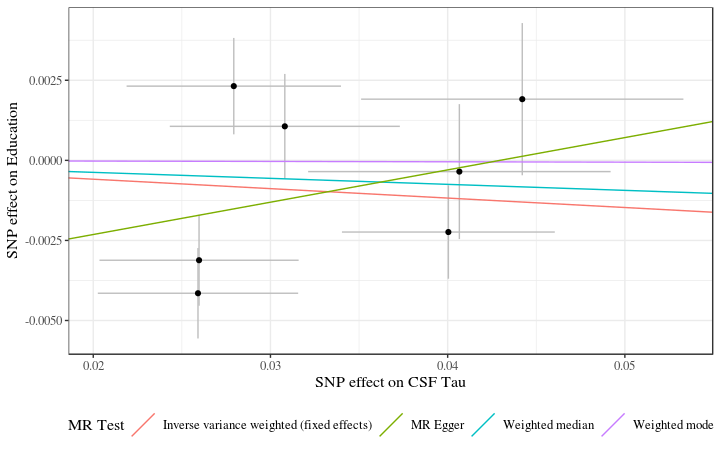 SNP effect on Education
0.0025
0.0000
-0.0025
-0.0050
0.02 0.03 0.04 0.05
SNP effect on CSF Tau
MR Test Inverse variance weighted (fixed effects) MR Egger Weighted median Weighted mode